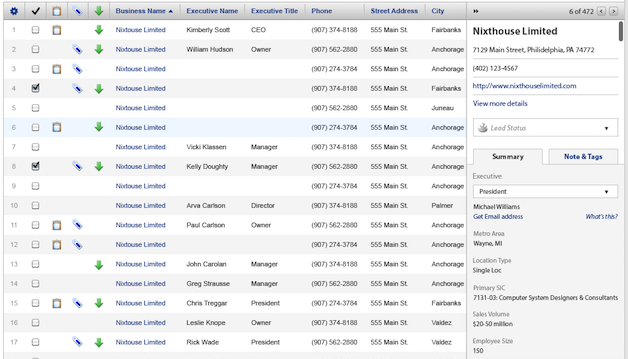 Business Name Executive Name Executive Title Phone Street Address City
1 Nixtouse Limited Kimberly Scott CEO (907) 374-8188 555 Main St. Fairbanks
2 Nixtouse Limited William Hudson Owner (907) 562-2880 555 Main St. Anchorage
3 Nixtouse Limited (907) 274-3784 555 Main St. Anchorage
4 Nixtouse Limited (907) 374-8188 555 Main St. Fairbanks
5 Nixtouse Limited (907) 562-2880 555 Main St. Juneau
6 Nixtouse Limited (907) 274-3784 555 Main St. Anchorage
7 Nixtouse Limited Vicki Klassen Manager (907) 374-8188 555 Main St. Anchorage
8 Nixtouse Limited Kelly Doughty Manager (907) 562-2880 555 Main St. Anchorage
9 Nixtouse Limited (907) 274-3784 555 Main St. Anchorage
10 Nixtouse Limited Arva Carlson Director (907) 374-8188 555 Main St. Palmer
11 Nixtouse Limited Paul Carlson Owner (907) 562-2880 555 Main St. Anchorage
12 Nixtouse Limited (907) 274-3784 555 Main St. Anchorage
13 Nixtouse Limited John Carolan Manager (907) 374-8188 555 Main St. Anchorage
14 Nixtouse Limited Greg Strausse Manager (907) 562-2880 555 Main St. Anchorage
15 Nixtouse Limited Chris Treggar President (907) 274-3784 555 Main St. Fairbanks
16 Nixtouse Limited Leslie Knope Owner (907) 374-8188 555 Main St. Valdez
17 Nixtouse Limited Rick Wade President (907) 562-2880 555 Main St. Valdez
6 of 472
Nixthouse Limited
7129 Main Street, Philidelphia, PA 74772
(402) 123-4567
http://www.nixthouselimited.com
View more details
Lead Status
Summary Note & Tags
Executive
President
Michael Williams
Get Email address What's this?
Metro Area
Wayne, MI
Location Type
Single Loc
Primary SIC
7131-03: Computer System Designers & Consultants
Sales Volume
$20-50 million
Employee Size
150